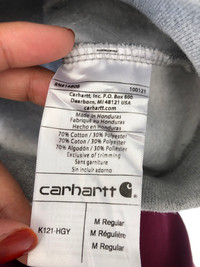 100121
Carhartt, Inc. P.O. Box 600
Dearborn, MI 48121 USA
carhartt.com
Made in Honduras
Fabriqué au Honduras
Hecho en Honduras
70% Cotton / 30% Polyester
70% Coton / 30% Polyester
70% Algodón / 30% Poliéster
Exclusive of trimming
Sans garniture
Sin incluir adorno
carhartt
K121-HGY
M Regular
M Régulière
M Regular